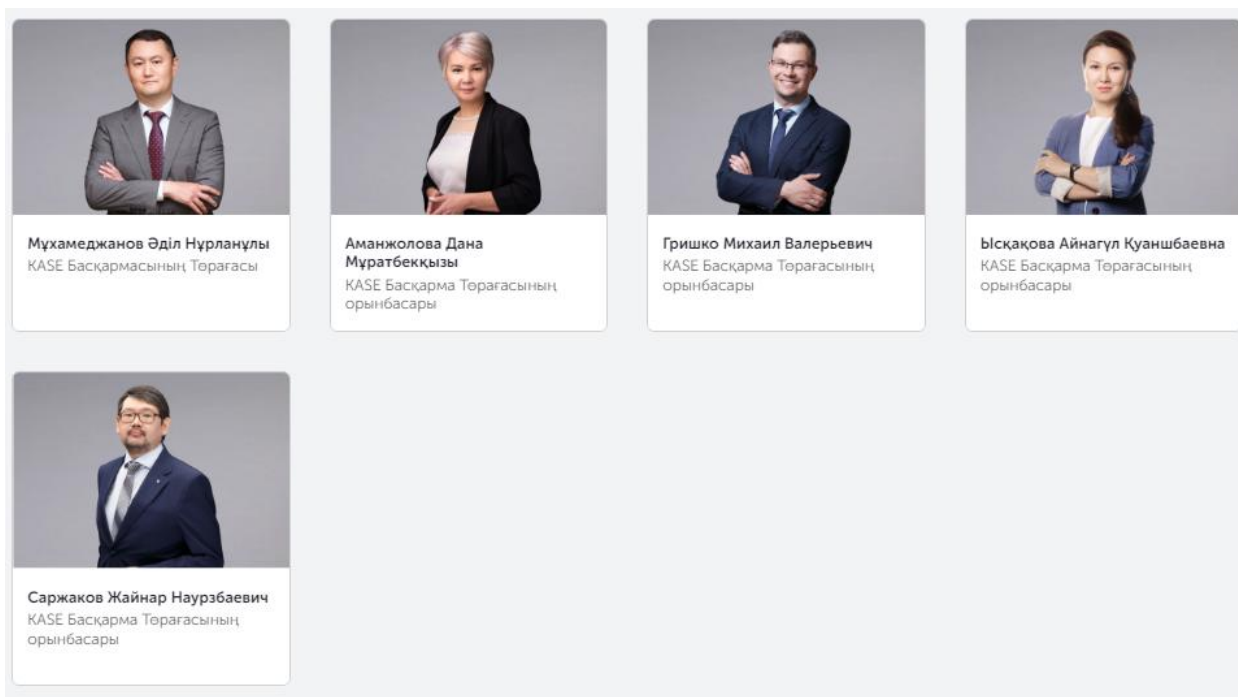 Мұхамеджанов Әділ Нұрланұлы
KASE Басқармасының Төрағасы
Аманжолова Дана
Мұратбекқызы
KASE Басқарма Төрағасының
орынбасары
Гришко Михаил Валерьевич
KASE Басқарма Төрағасының
орынбасары
Ысқақова Айнагүл Қуаншбаевна
KASE Басқарма Төрағасының
орынбасары
Саржаков Жайнар Наурзбаевич
KASE Басқарма Төрағасының
орынбасары